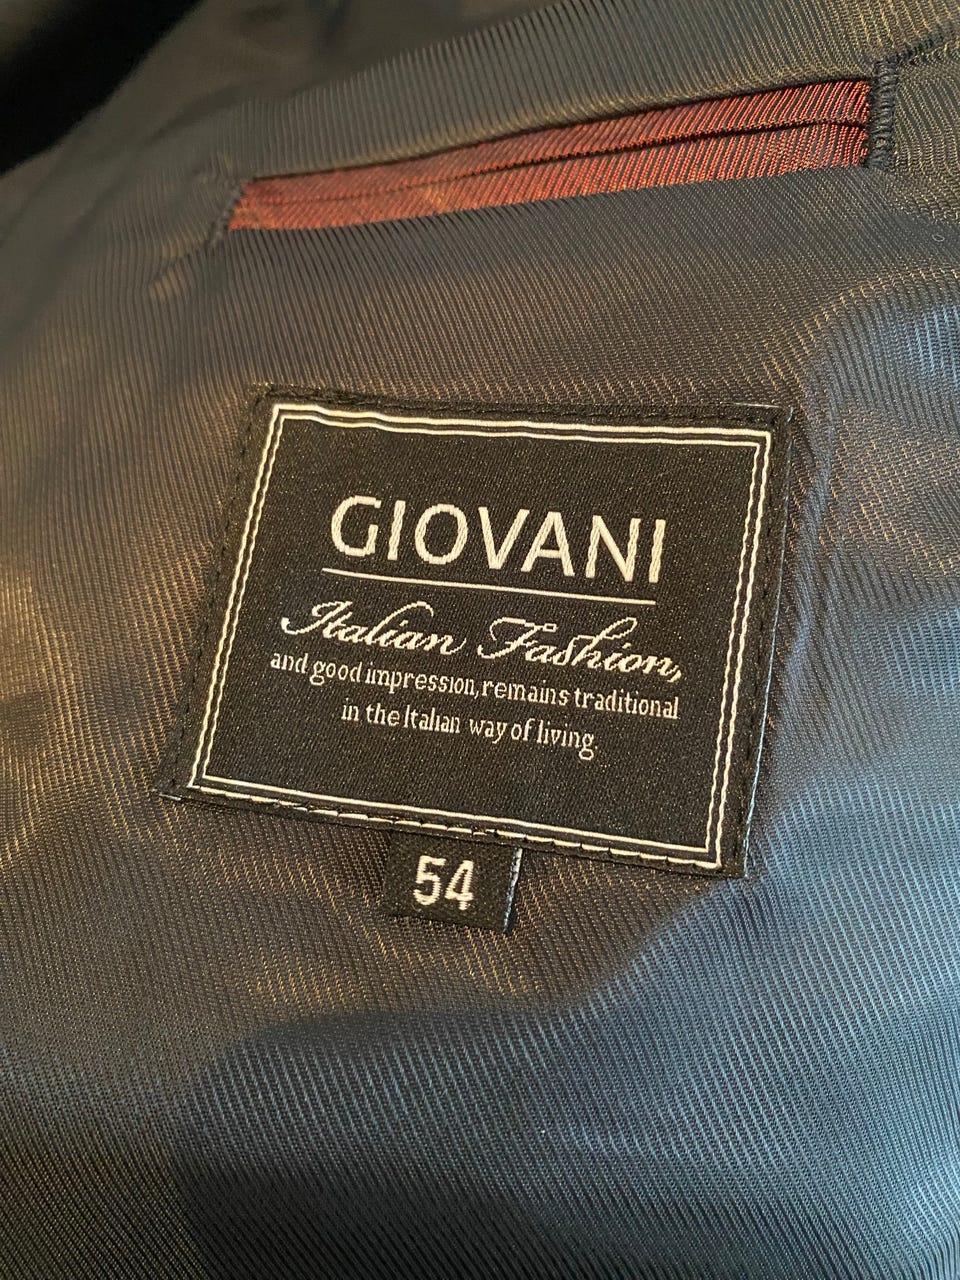 GIOVANI
Italian Fashion,
and good impression, remains traditional
in the Italian way of living.
54